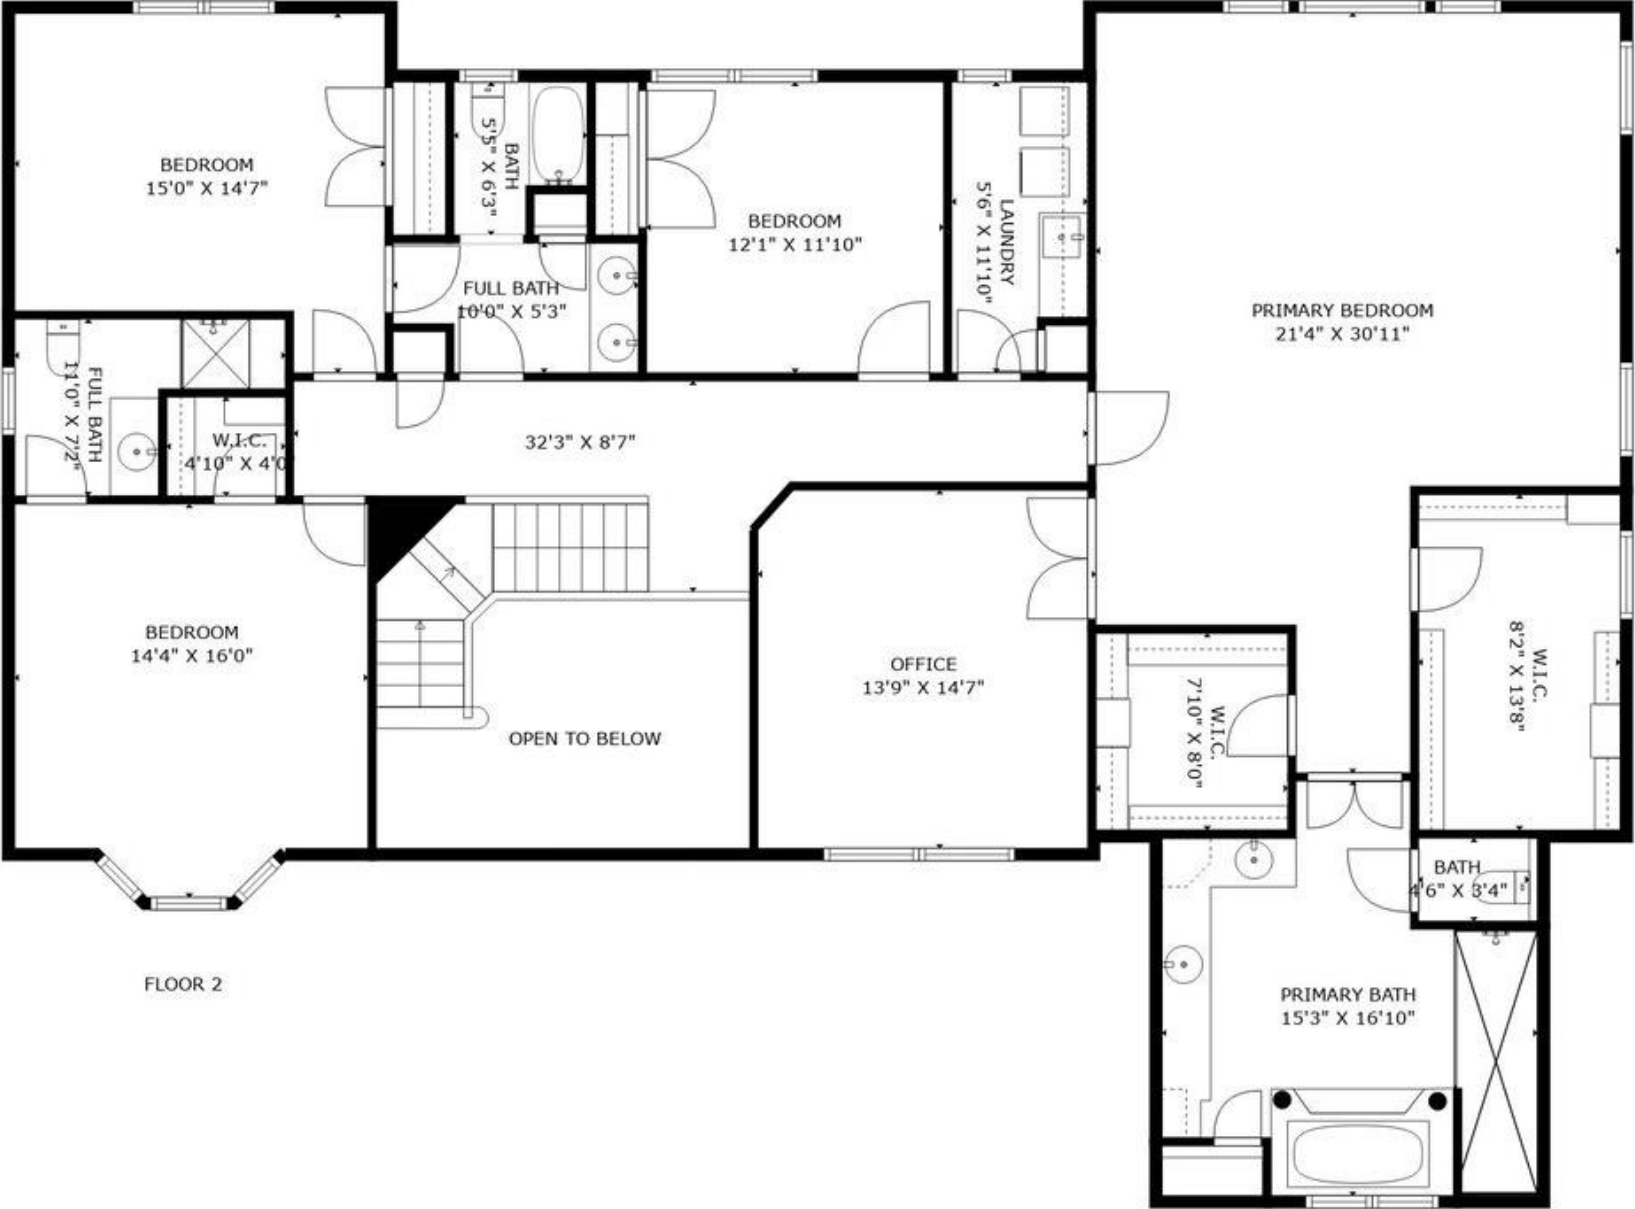 BEDROOM
15'0" X 14'7"
BATH
5'5" X 6'3"
BEDROOM
12'1" X 11'10"
LAUNDRY
5'6" X 11'10"
FULL BATH
10'0" X 5'3"
PRIMARY BEDROOM
21'4" X 30'11"
FULL BATH
11'0" X 7'2"
W.I.C.
4'10" X 4'0
32'3" X 8'7"
BEDROOM
14'4" X 16'0"
OFFICE
13'9" X 14'7"
W.I.C.
7'10" X 8'0"
W.I.C.
8'2" X 13'8"
OPEN TO BELOW
BATH
4'6" X 3'4"
FLOOR 2
PRIMARY BATH
15'3" X 16'10"